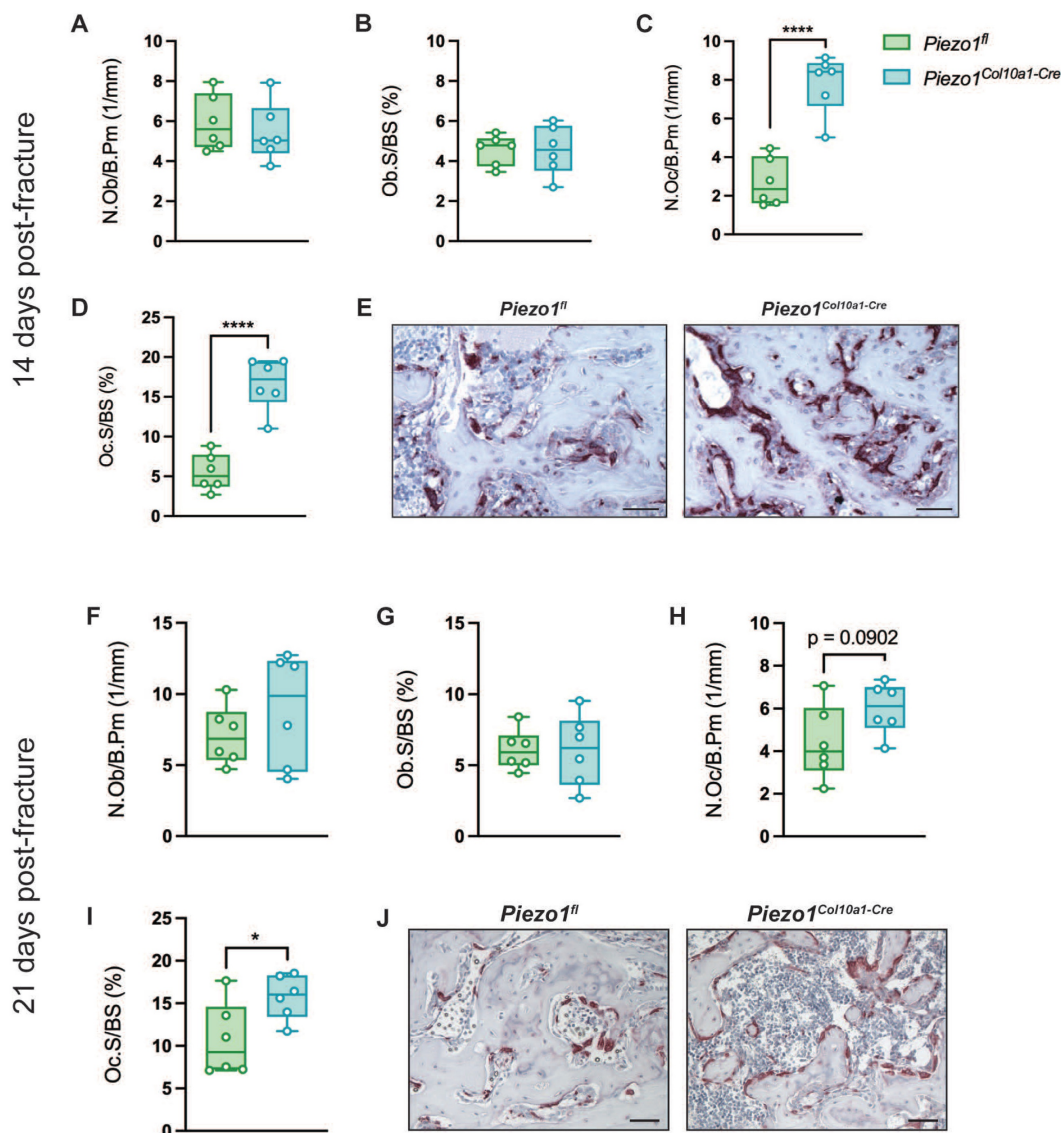 14 days post-fracture
A
N.Ob/B.Pm (1/mm)
10
8
6
4
2
0
B
Ob.S/BS (%)
10
8
6
4
2
0
C
N.Oc/B.Pm (1/mm)
10
8
6
4
2
0
****
Piezo1fl
Piezo1Col10a1-Cre
D
Oc.S/BS (%)
25
20
15
10
5
0
****
E
Piezo1fl
Piezo1Col10a1-Cre
21 days post-fracture
F
N.Ob/B.Pm (1/mm)
15
10
5
0
G
Ob.S/BS (%)
15
10
5
0
H
N.Oc/B.Pm (1/mm)
10
8
6
4
2
0
p = 0.0902
I
Oc.S/BS (%)
25
20
15
10
5
0
*
J
Piezo1fl
Piezo1Col10a1-Cre